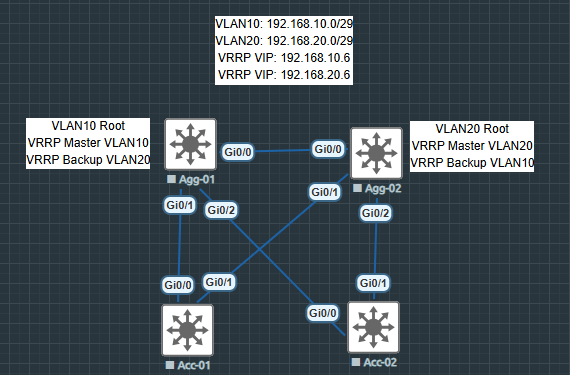 VLAN10: 192.168.10.0/29
VLAN20: 192.168.20.0/29
VRRP VIP: 192.168.10.6
VRRP VIP: 192.168.20.6
VLAN10 Root
VRRP Master VLAN10
VRRP Backup VLAN20
VLAN20 Root
VRRP Master VLAN20
VRRP Backup VLAN10
Gi0/0
Gi0/0
Agg-01
Agg-02
Gi0/1
Gi0/2
Gi0/1
Gi0/2
Gi0/0
Gi0/1
Gi0/0
Gi0/1
Acc-01
Acc-02